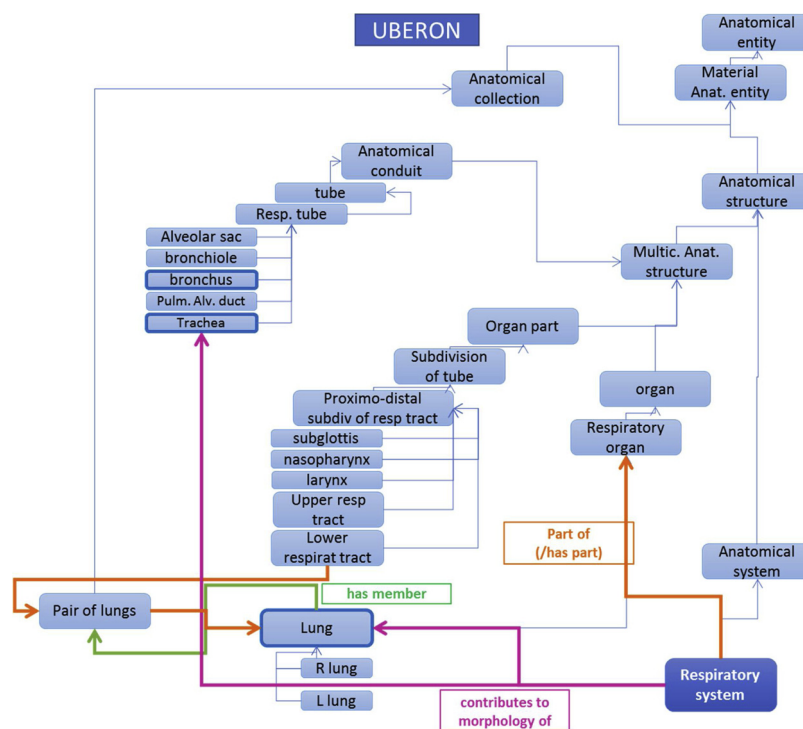 UBERON
Anatomical
entity
Anatomical
collection
Material
Anat. entity
Anatomical
conduit
tube
Resp. tube
Anatomical
structure
Alveolar sac
bronchiole
bronchus
Pulm. Alv. duct
Trachea
Multic. Anat.
structure
Organ part
Subdivision
of tube
organ
Proximo-distal
subdiv of resp tract
Respiratory
organ
subglottis
nasopharynx
larynx
Upper resp
tract
Lower
respirat tract
Part of
(/has part)
Anatomical
system
has member
Pair of lungs
Lung
R lung
L lung
Respiratory
system
contributes to
morphology of